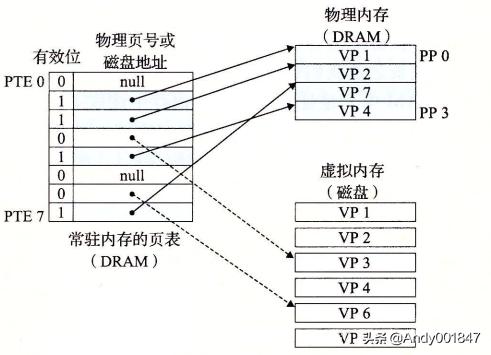 物理页号或
磁盘地址
有效位
PTE 0
0
null
1
1
0
1
0
null
0
PTE 7
1
常驻内存的页表
(DRAM)
物理内存
(DRAM)
VP 1
PP 0
VP 2
VP 7
VP 4
PP 3
虚拟内存
(磁盘)
VP 1
VP 2
VP 3
VP 4
VP 6
VP
头条 @Andy001847